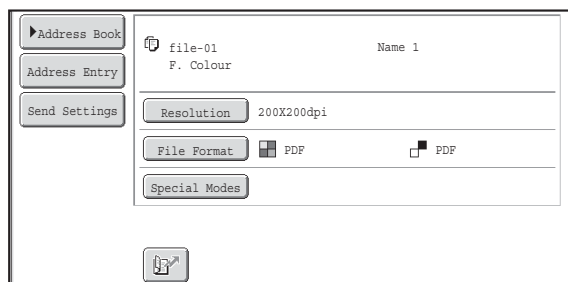 Address Book
Address Entry
Send Settings
file-01 Name 1
F. Colour
Resolution 200X200dpi
File Format PDF PDF
Special Modes